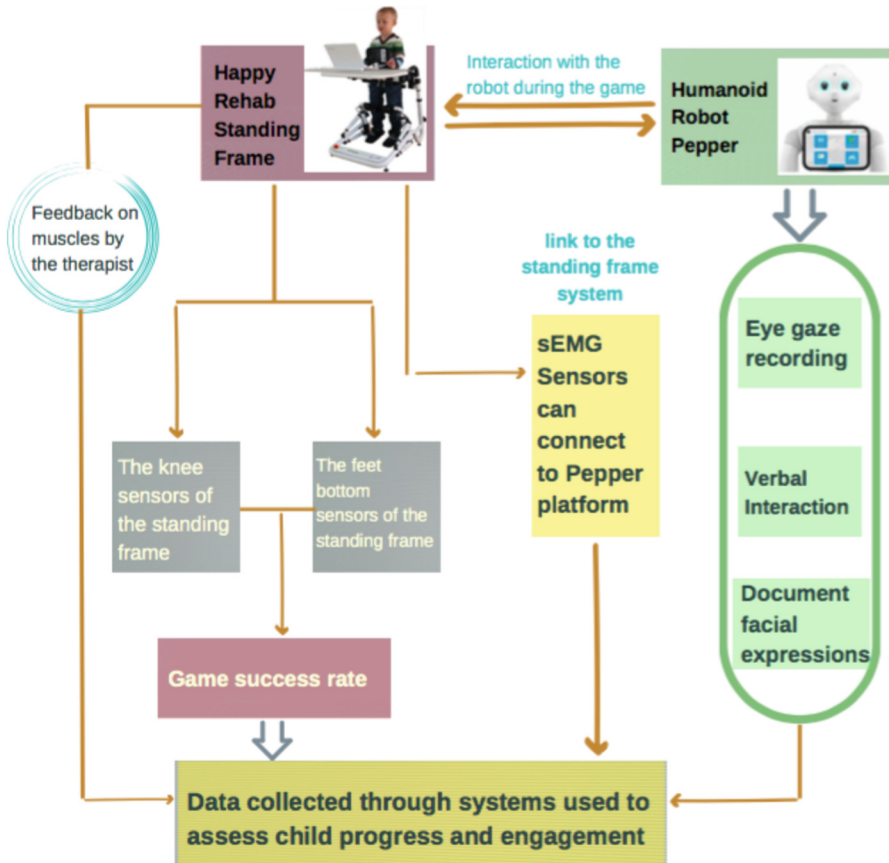 Happy
Rehab
Standing
Frame
Interaction with the
robot during the game
Humanoid
Robot
Pepper
Feedback on
muscles by
the therapist
link to the
standing frame
system
sEMG
Sensors
can
connect
to Pepper
platform
Eye gaze
recording
Verbal
Interaction
Document
facial
expressions
The knee
sensors of
the standing
frame
The feet
bottom
sensors of the
standing frame
Game success rate
Data collected through systems used to
assess child progress and engagement